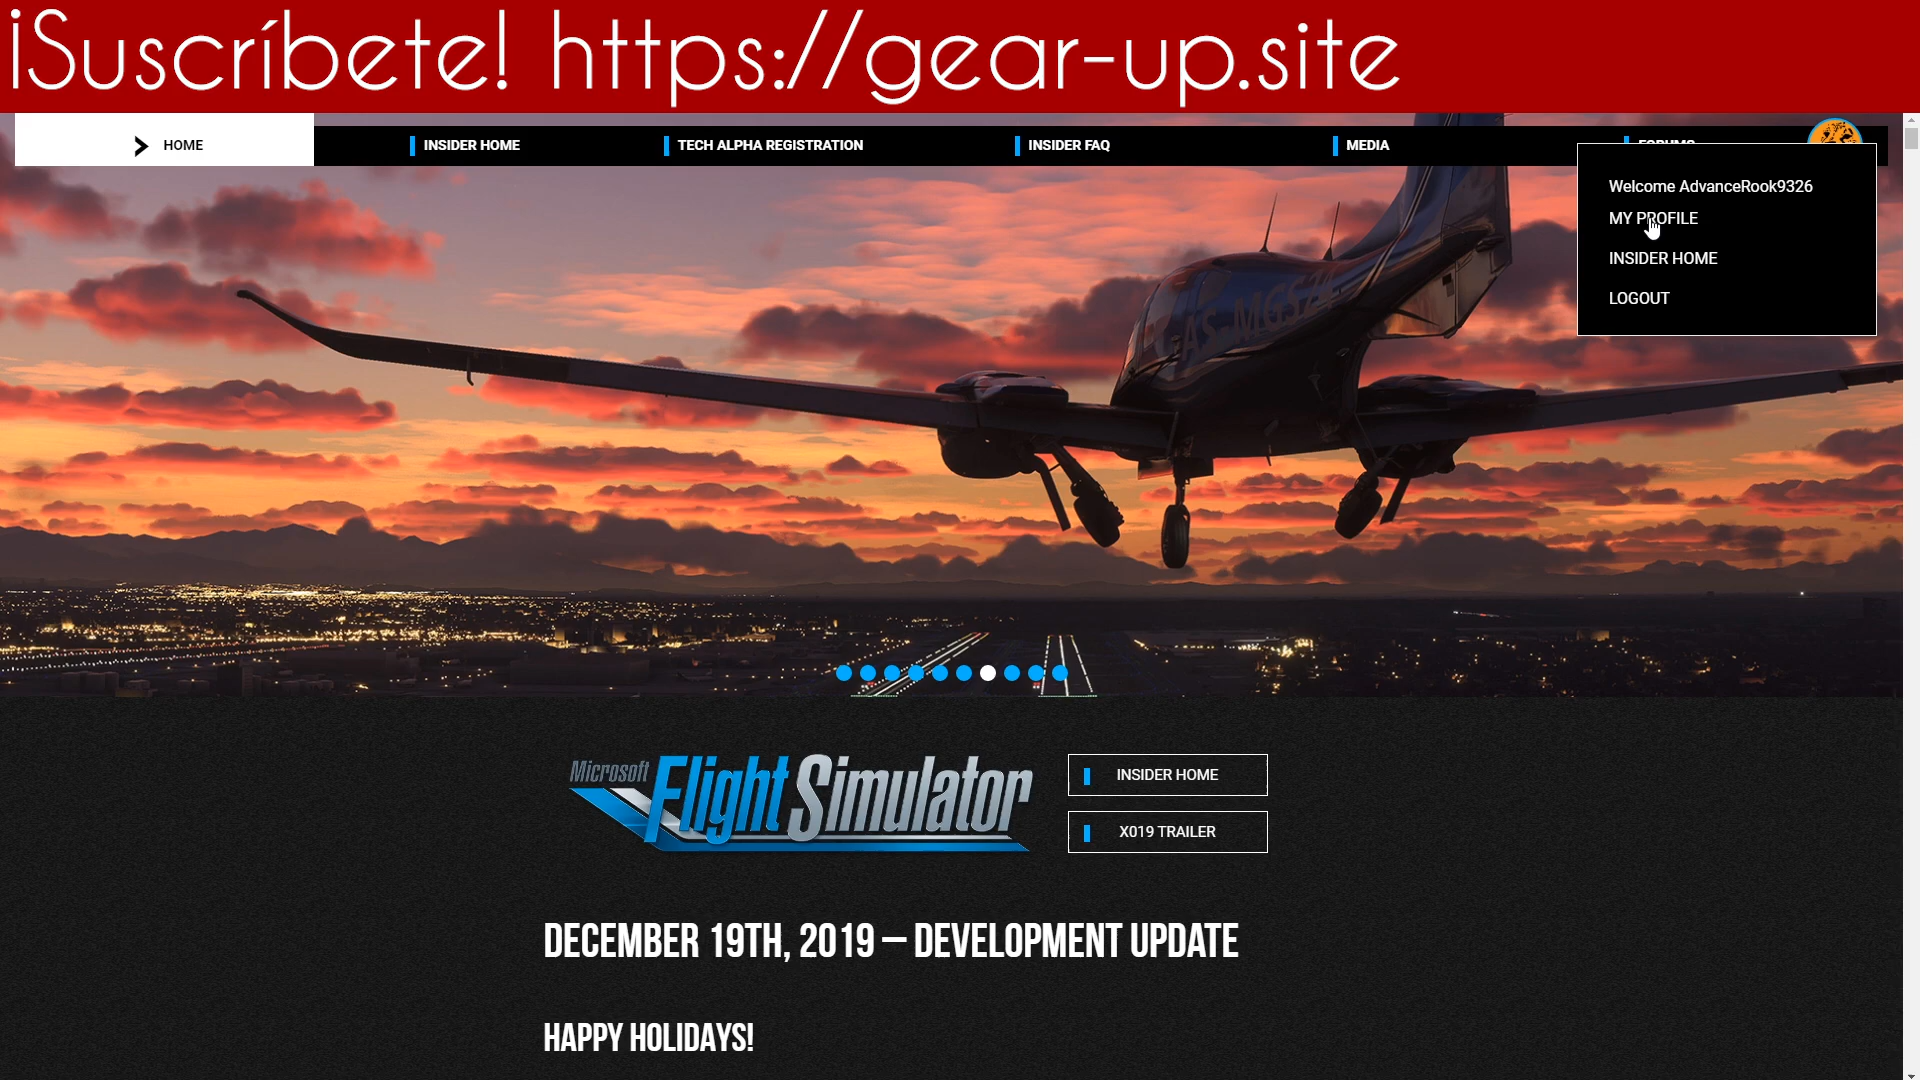 ¡Suscríbete! https://gear-up.site
HOME
INSIDER HOME
TECH ALPHA REGISTRATION
INSIDER FAQ
MEDIA
FORUMS
Welcome AdvanceRook9326
MY PROFILE
INSIDER HOME
LOGOUT
Microsoft Flight Simulator
INSIDER HOME
X019 TRAILER
DECEMBER 19TH, 2019 – DEVELOPMENT UPDATE
HAPPY HOLIDAYS!